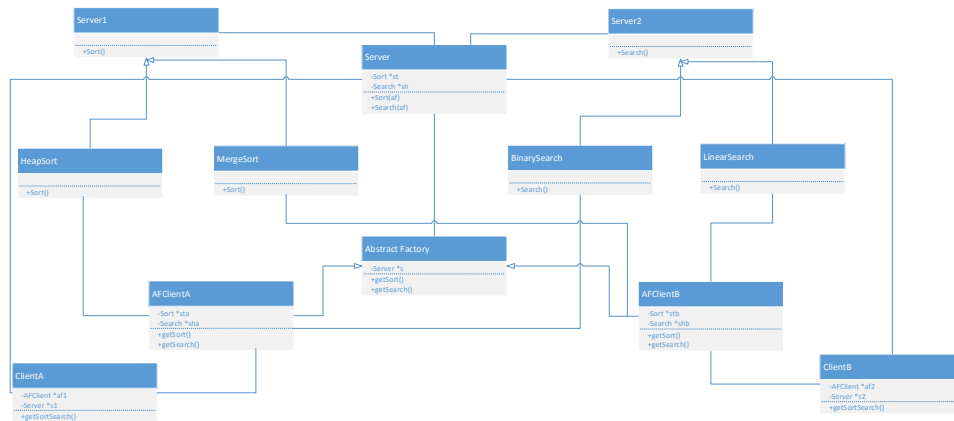 Server1
+Sort()
Server2
+Search()
Server
-Sort *st
-Search *sh
+Sort(af)
+Search(af)
HeapSort
+Sort()
MergeSort
+Sort()
BinarySearch
+Search()
LinearSearch
+Search()
Abstract Factory
-Server *s
+getSort()
+getSearch()
AFClientA
-Sort *sta
-Search *sha
+getSort()
+getSearch()
AFClientB
-Sort *stb
-Search *shb
+getSort()
+getSearch()
ClientA
-AFClient *af1
-Server *s1
+getSortSearch()
ClientB
-AFClient *af2
-Server *s2
+getSortSearch()